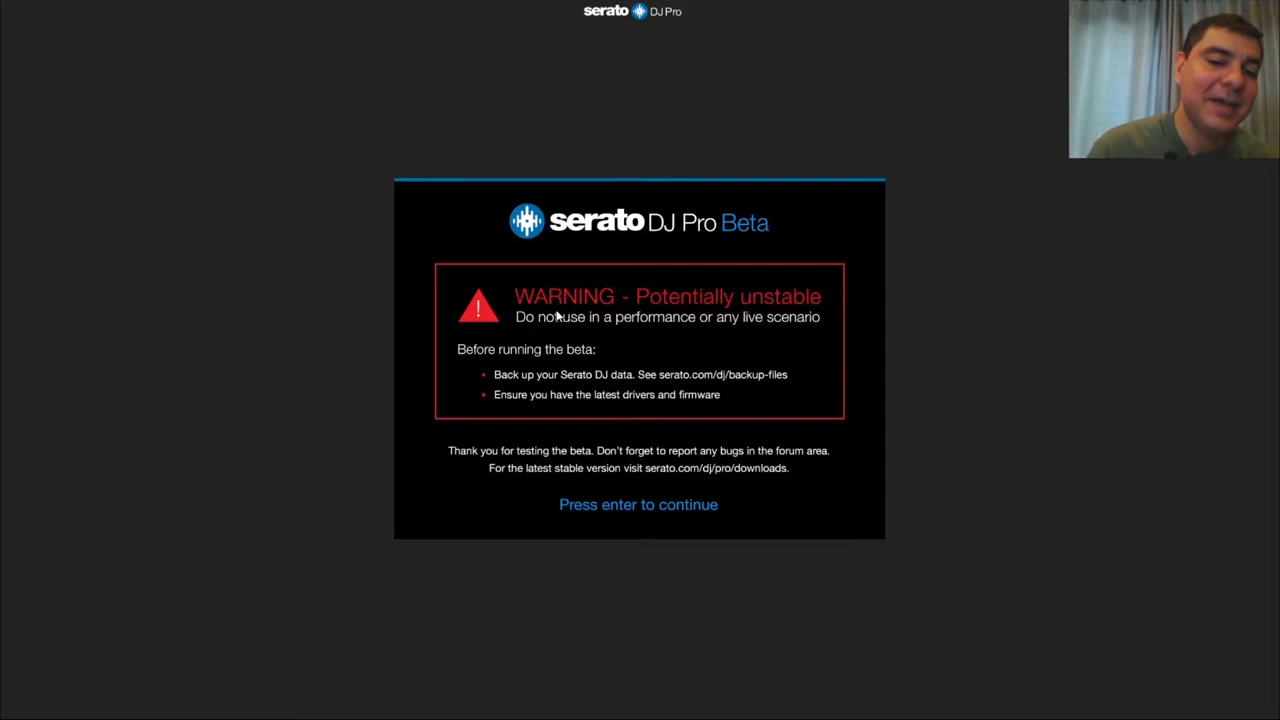 serato DJ Pro
serato DJ Pro Beta
WARNING - Potentially unstable
Do not use in a performance or any live scenario
Before running the beta:
Back up your Serato DJ data. See serato.com/dj/backup-files
Ensure you have the latest drivers and firmware
Thank you for testing the beta. Don't forget to report any bugs in the forum area.
For the latest stable version visit serato.com/dj/pro/downloads.
Press enter to continue